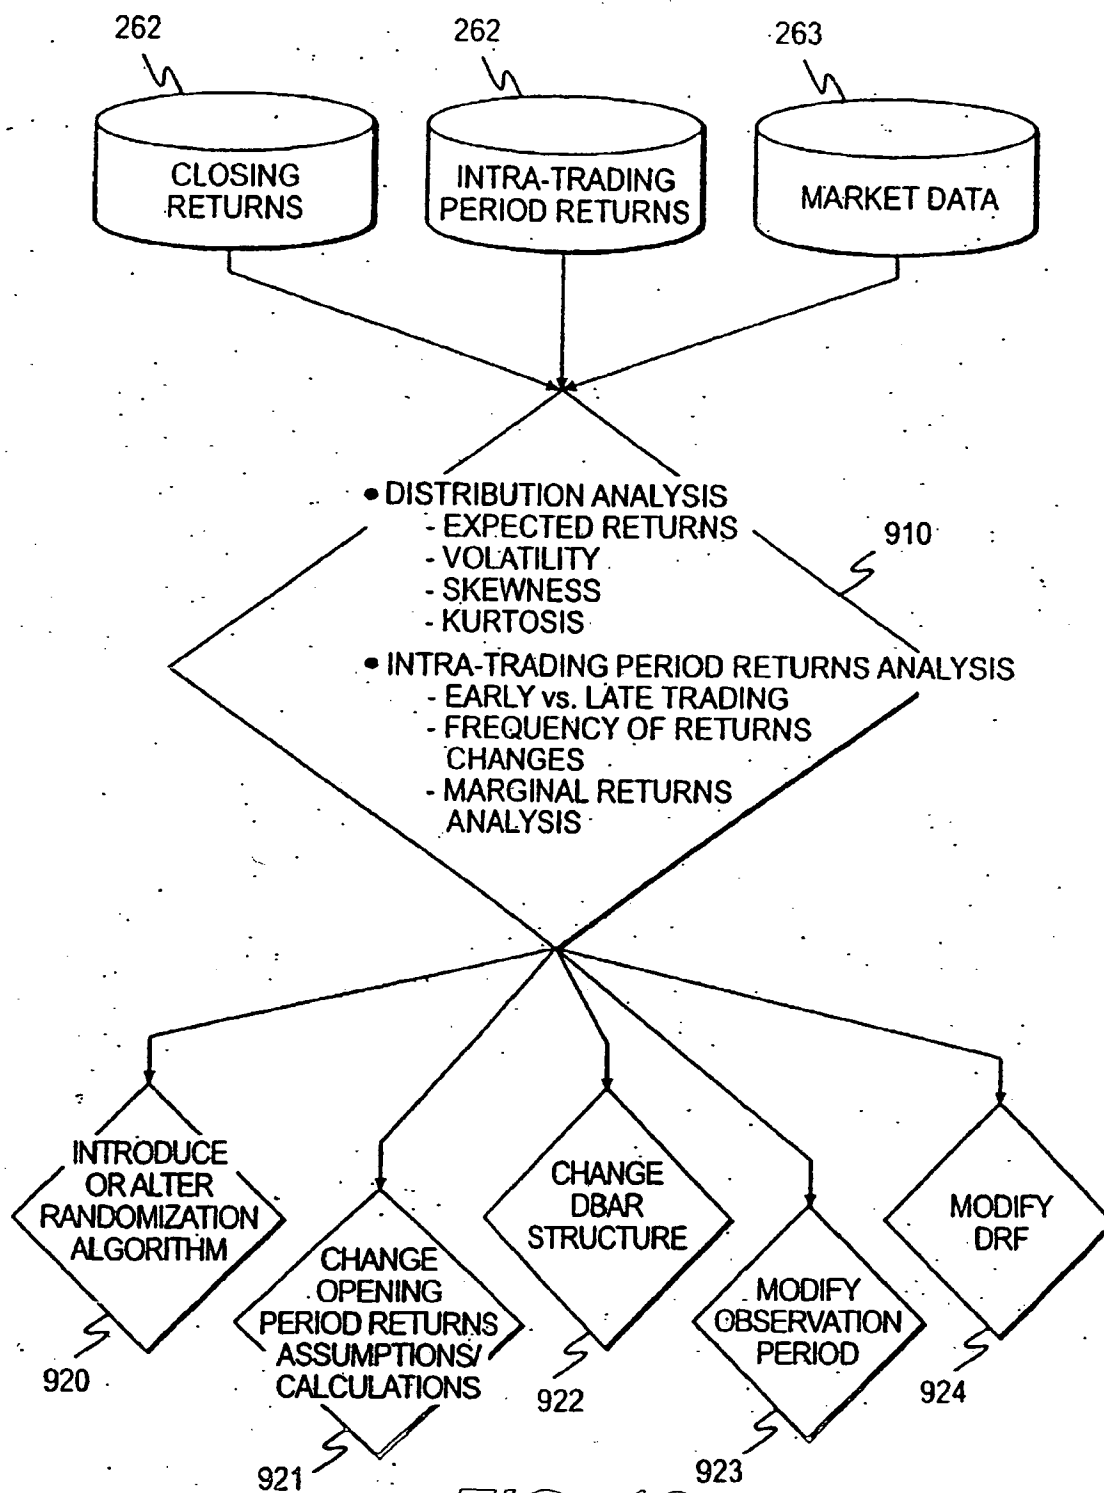 262
262
263
CLOSING
RETURNS
INTRA-TRADING
PERIOD RETURNS
MARKET DATA
• DISTRIBUTION ANALYSIS
- EXPECTED RETURNS
- VOLATILITY
- SKEWNESS
- KURTOSIS
910
• INTRA-TRADING PERIOD RETURNS ANALYSIS
- EARLY vs. LATE TRADING
- FREQUENCY OF RETURNS
CHANGES
- MARGINAL RETURNS
ANALYSIS
INTRODUCE
OR ALTER
RANDOMIZATION
ALGORITHM
920
CHANGE
OPENING
PERIOD RETURNS
ASSUMPTIONS/
CALCULATIONS
921
CHANGE
DBAR
STRUCTURE
922
MODIFY
OBSERVATION
PERIOD
923
MODIFY
DRF
924